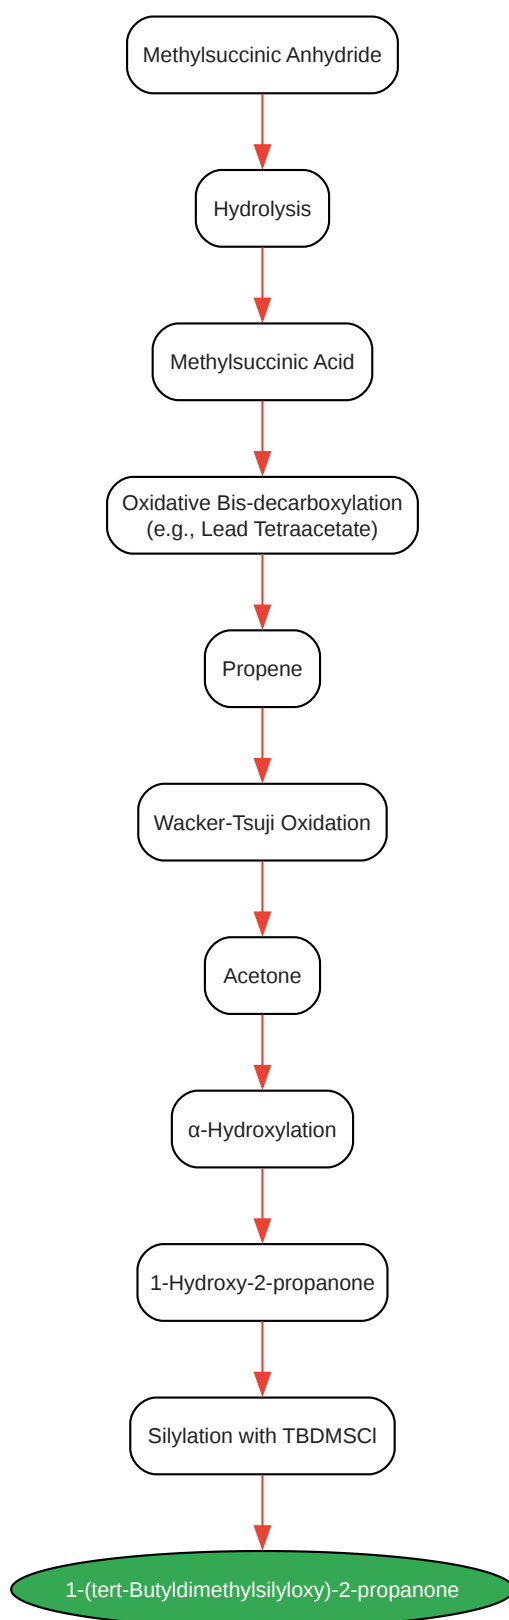 Methylsuccinic Anhydride
Hydrolysis
Methylsuccinic Acid
Oxidative Bis-decarboxylation
(e.g., Lead Tetraacetate)
Propene
Wacker-Tsuji Oxidation
Acetone
α-Hydroxylation
1-Hydroxy-2-propanone
Silylation with TBDMSCl
1-(tert-Butyldimethylsilyloxy)-2-propanone